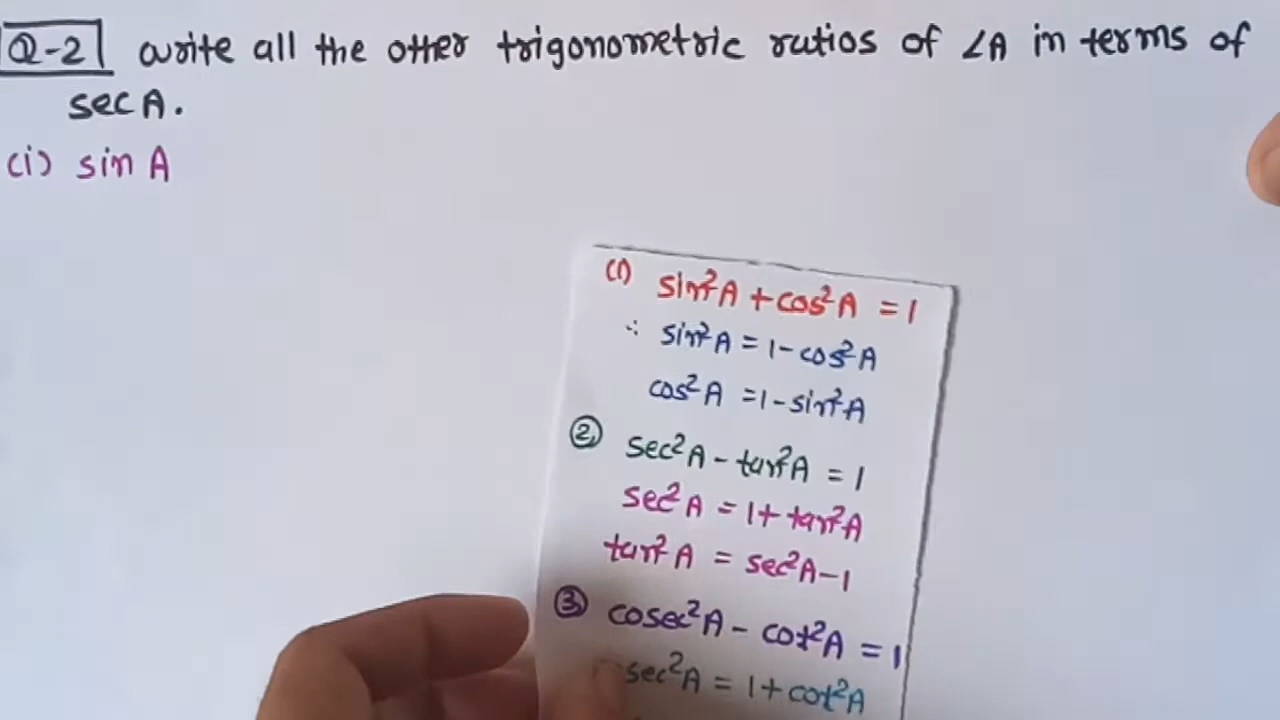 Q-2 write all the other trigonometric ratios of ∠A in terms of
sec A.
(i) sin A
(1) sin²A + cos²A = 1
∴ sin²A = 1 - cos²A
cos²A = 1 - sin²A
② sec²A - tan²A = 1
sec²A = 1 + tan²A
tan²A = sec²A - 1
③ cosec²A - cot²A = 1
sec²A = 1 + cot²A